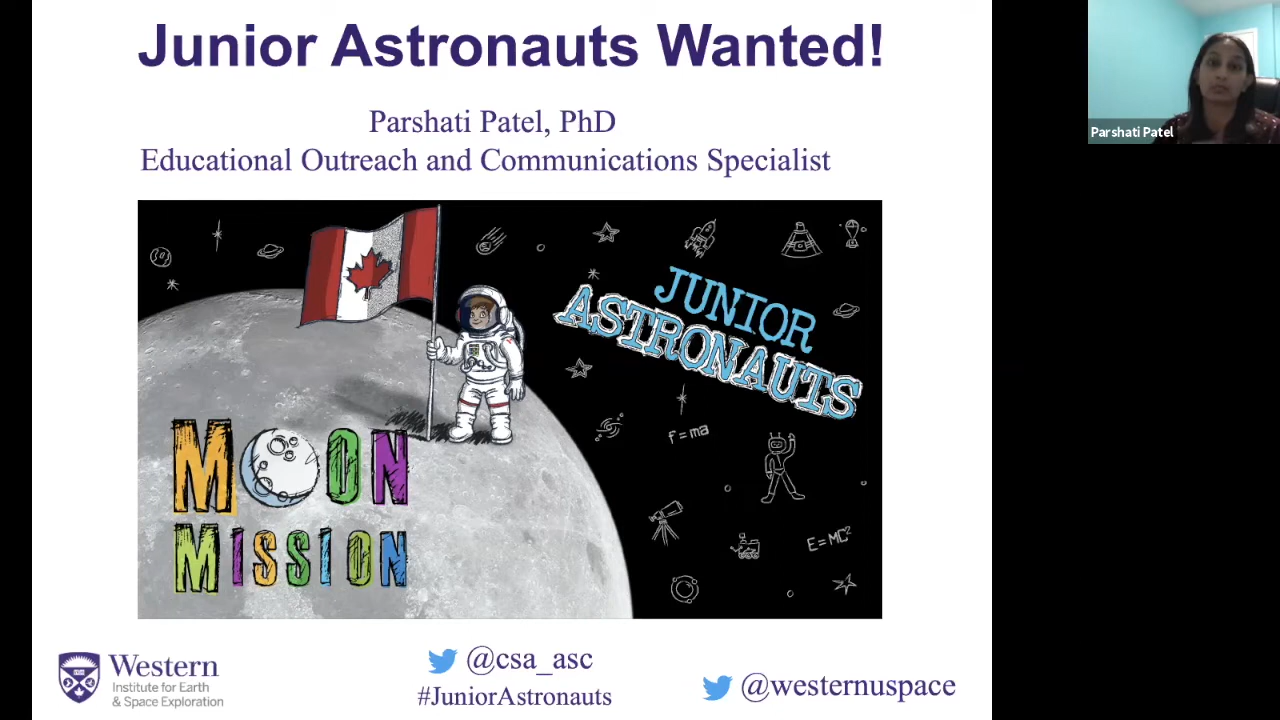 Junior Astronauts Wanted!
Parshati Patel, PhD
Educational Outreach and Communications Specialist
Parshati Patel
JUNIOR
ASTRONAUTS
f=ma
E=MC²
MOON
MISSION
Western
Institute for Earth
& Space Exploration
@csa_asc
#JuniorAstronauts
@westernuspace